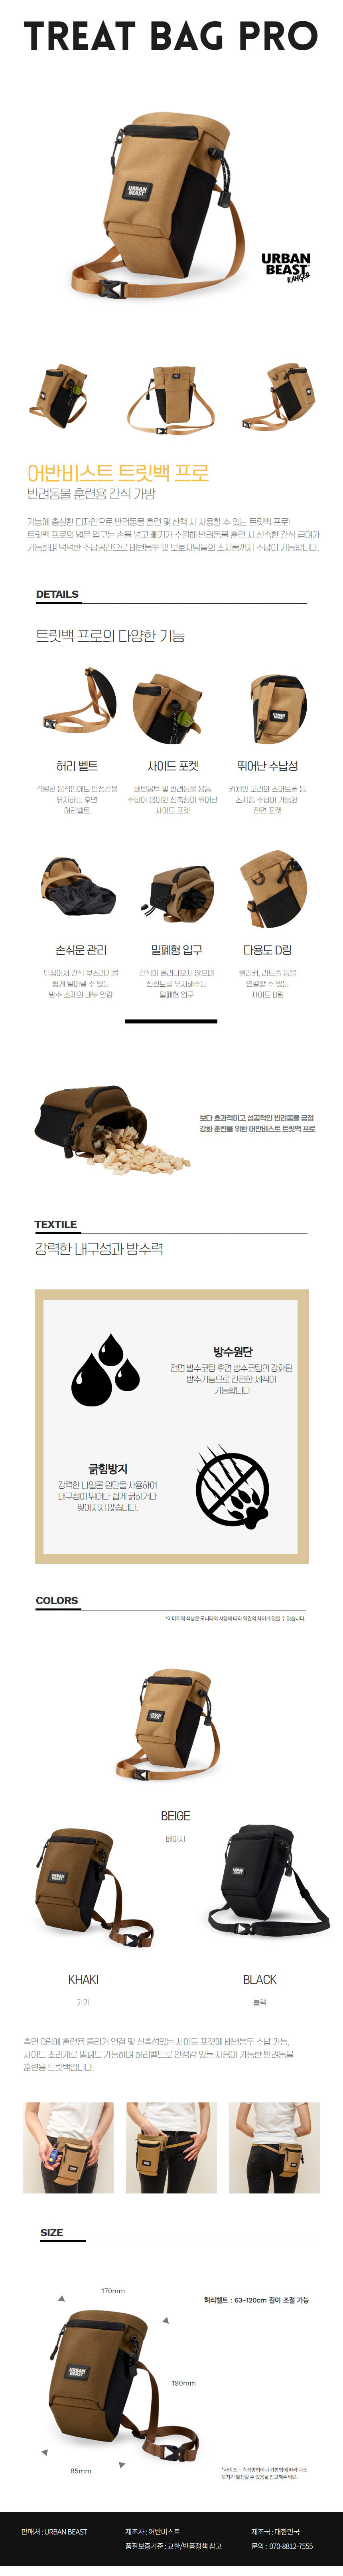 TREAT BAG PRO
URBAN
BEAST
URBAN
BEAST
RANGER
어반비스트 트릿백 프로
반려동물 훈련용 간식 가방
기능에 충실한 디자인으로 반려동물 훈련 및 산책 시 사용할 수 있는 트릿백 프로!
트릿백 프로의 넓은 입구는 손을 넣고 빼기가 수월해 반려동물 훈련 시 신속한 간식 급여가
가능하며 넉넉한 수납공간으로 배변봉투 및 보호자님들의 소지품까지 수납이 가능합니다.
DETAILS
트릿백 프로의 다양한 기능
허리 벨트
사이드 포켓
뛰어난 수납성
격렬한 움직임에도 안정감을
유지하는 후면
허리벨트
배변봉투 및 반려동물 용품
수납이 용이한 신축성이 뛰어난
사이드 포켓
키체인 고리와 스마트폰 등
소지품 수납이 가능한
전면 포켓
손쉬운 관리
밀폐형 입구
다용도 D링
뒤집어서 간식 부스러기를
쉽게 털어낼 수 있는
방수 소재의 내부 안감
간식이 흘러나오지 않으며
신선도를 유지해주는
밀폐형 입구
클리커, 리드줄 등을
연결할 수 있는
사이드 D링
보다 효과적이고 성공적인 반려동물 긍정
강화 훈련을 위한 어반비스트 트릿백 프로
TEXTILE
강력한 내구성과 방수력
방수원단
전면 발수코팅 후면 방수코팅의 강화된
방수기능으로 간편한 세척이
가능합니다
긁힘방지
강력한 나일론 원단을 사용하여
내구성이 뛰어나 쉽게 긁히거나
찢어지지 않습니다.
COLORS
*이미지의 색상은 모니터의 사양에 따라 약간의 차이가 있을 수 있습니다.
URBAN
BEAST
BEIGE
베이지
URBAN
BEAST
URBAN
BEAST
KHAKI
카키
BLACK
블랙
측면 D링에 훈련용 클리커 연결 및 신축성있는 사이드 포켓에 배변봉투 수납 가능,
사이드 조리개로 밀폐도 가능하며 허리벨트로 안정감 있는 사용이 가능한 반려동물
훈련용 트릿백입니다.
SIZE
170mm
허리벨트 : 63~120cm 길이 조절 가능
URBAN
BEAST
190mm
85mm
*사이즈는 측정방법이나 가봉법에 따라 다소
오차가 발생할 수 있음을 참고해주세요.
판매처 : URBAN BEAST
제조사 : 어반비스트
제조국 : 대한민국
품질보증기준 : 교환/반품정책 참고
문의 : 070-8812-7555